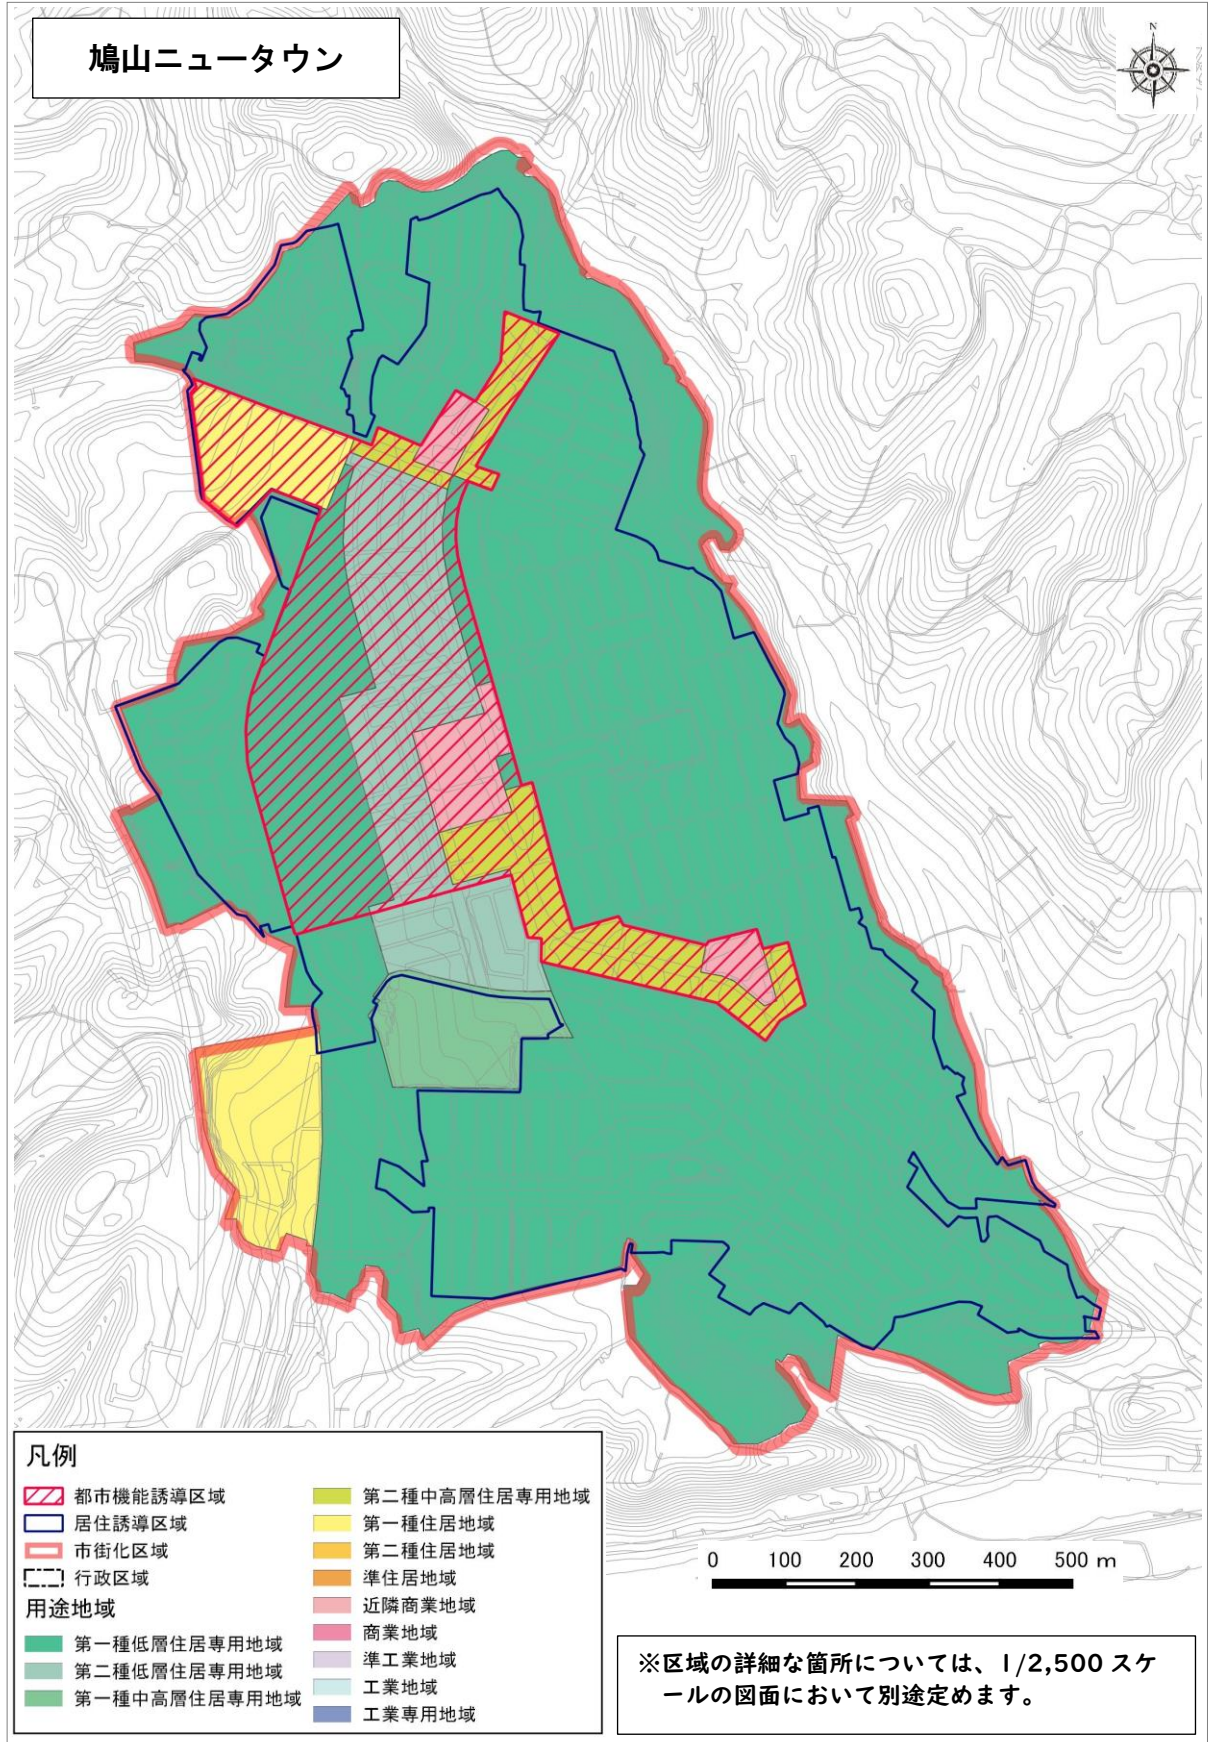 鳩山ニュータウン
N
凡例
都市機能誘導区域
居住誘導区域
市街化区域
行政区域
用途地域
第一種低層住居専用地域
第二種低層住居専用地域
第一種中高層住居専用地域
第二種中高層住居専用地域
第一種住居地域
第二種住居地域
準住居地域
近隣商業地域
商業地域
準工業地域
工業地域
工業専用地域
0 100 200 300 400 500 m
※区域の詳細な箇所については、1/2,500 スケ
ールの図面において別途定めます。